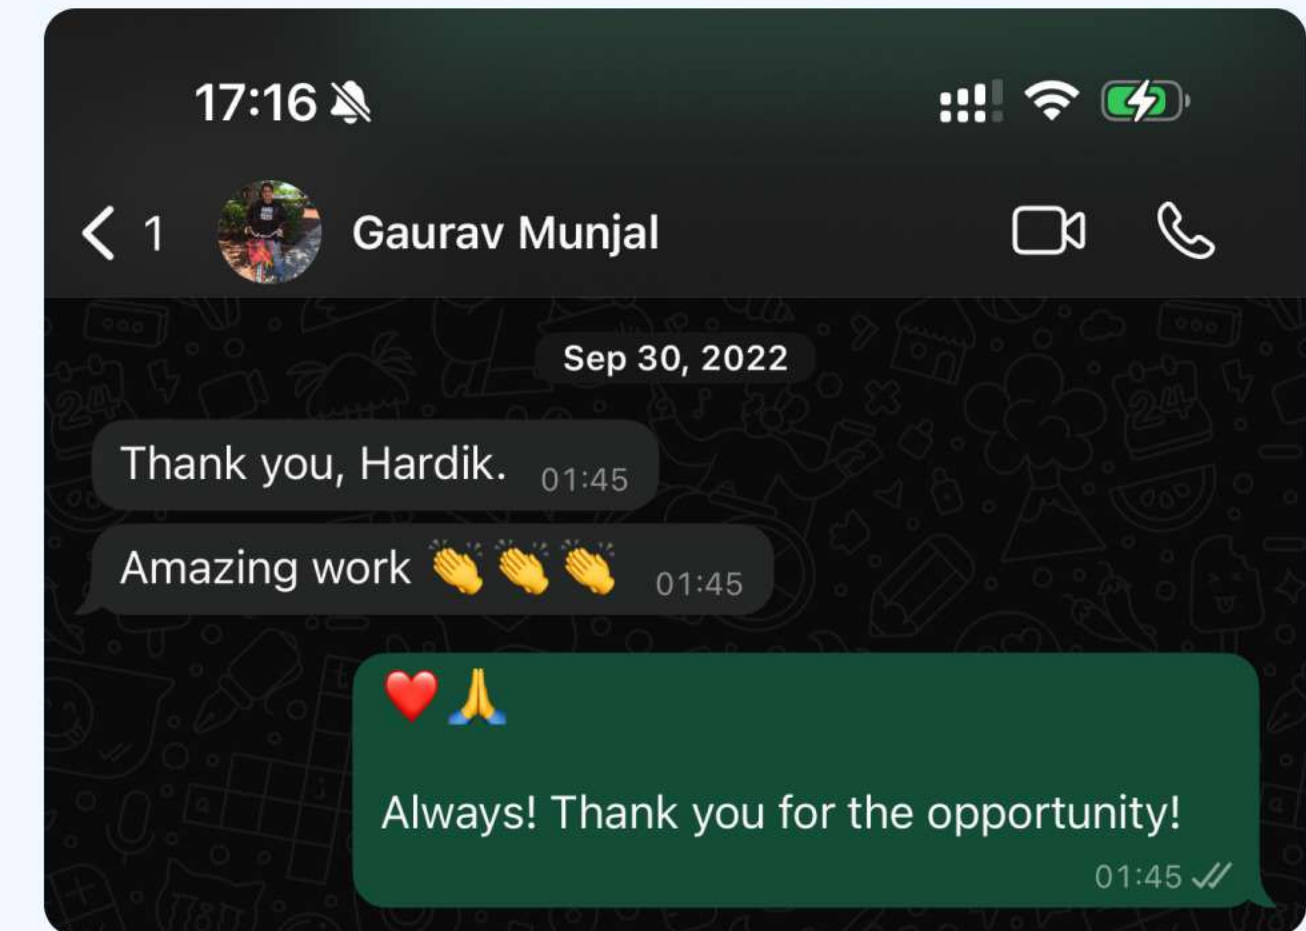 17:16
1
Gaurav Munjal
Sep 30, 2022
Thank you, Hardik. 01:45
Amazing work 👏👏👏 01:45
❤️🙏
Always! Thank you for the opportunity!
01:45